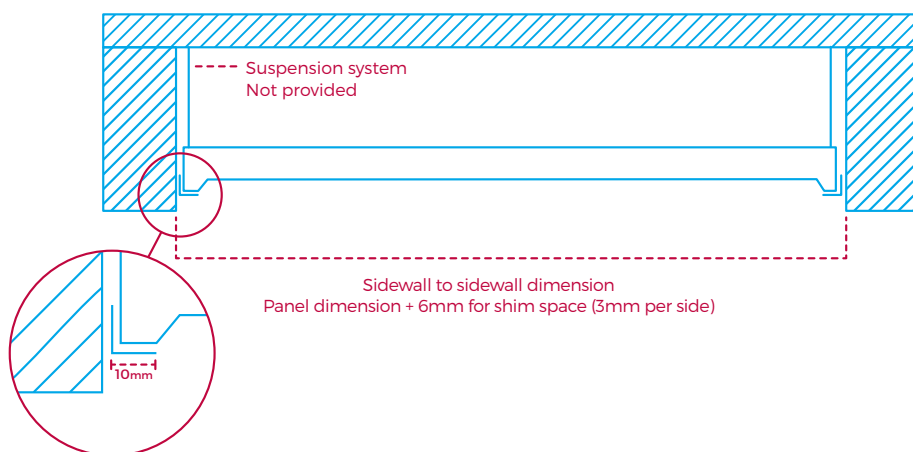 Suspension system
Not provided
Sidewall to sidewall dimension
Panel dimension + 6mm for shim space (3mm per side)
10mm